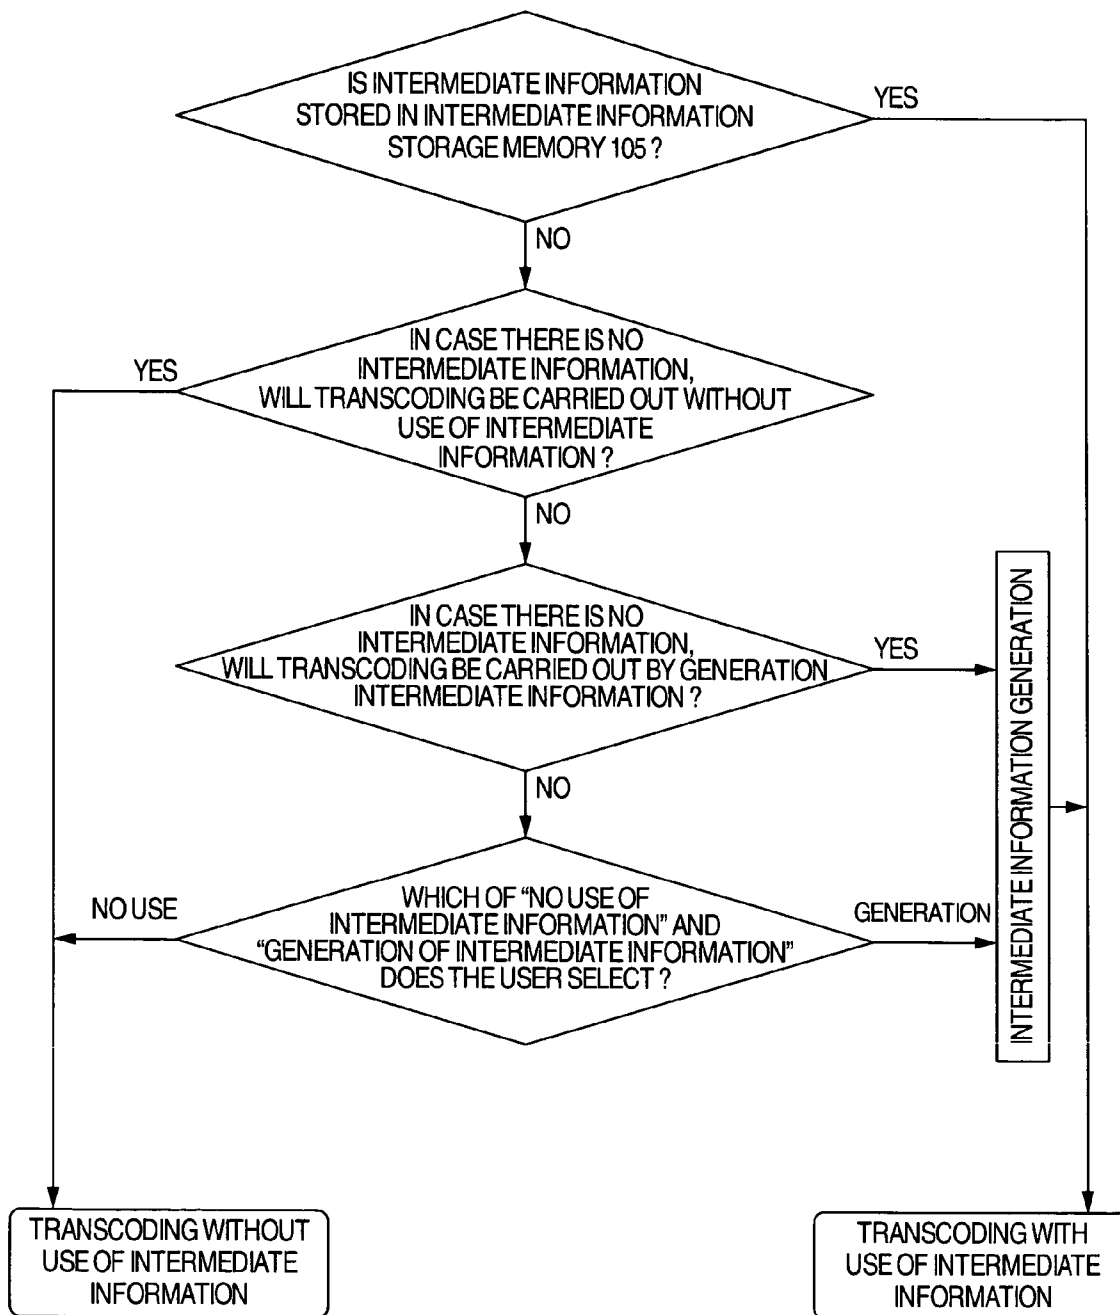 IS INTERMEDIATE INFORMATION
STORED IN INTERMEDIATE INFORMATION
STORAGE MEMORY 105 ?
YES
NO
IN CASE THERE IS NO
INTERMEDIATE INFORMATION,
WILL TRANSCODING BE CARRIED OUT WITHOUT
USE OF INTERMEDIATE
INFORMATION ?
YES
NO
IN CASE THERE IS NO
INTERMEDIATE INFORMATION,
WILL TRANSCODING BE CARRIED OUT BY GENERATION
INTERMEDIATE INFORMATION ?
YES
NO
INTERMEDIATE INFORMATION GENERATION
WHICH OF “NO USE OF
INTERMEDIATE INFORMATION” AND
“GENERATION OF INTERMEDIATE INFORMATION”
DOES THE USER SELECT ?
NO USE
GENERATION
TRANSCODING WITHOUT
USE OF INTERMEDIATE
INFORMATION
TRANSCODING WITH
USE OF INTERMEDIATE
INFORMATION